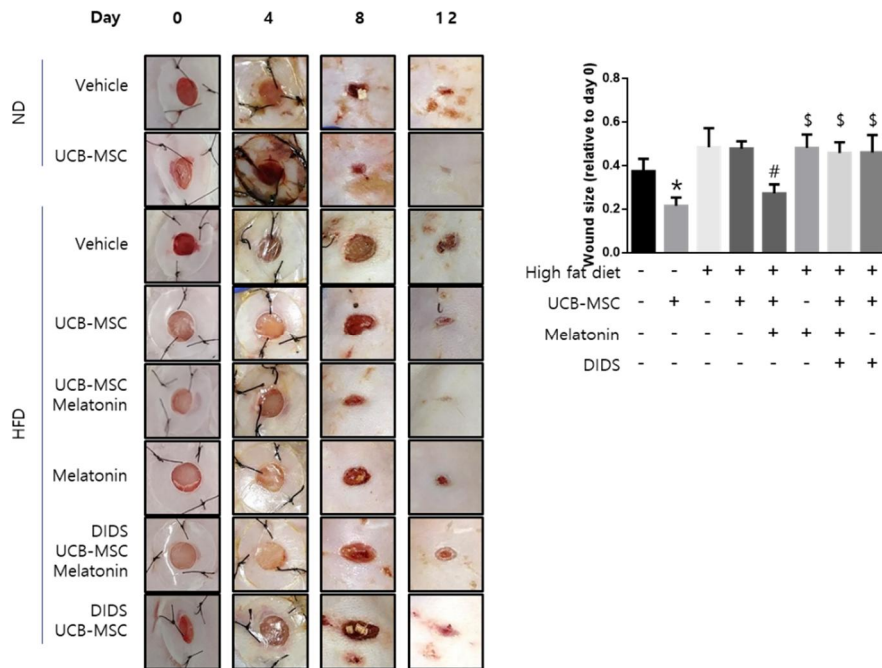 Day 0 4 8 12
ND
Vehicle
UCB-MSC
HFD
Vehicle
UCB-MSC
UCB-MSC
Melatonin
Melatonin
DIDS
UCB-MSC
Melatonin
DIDS
UCB-MSC
Wound size (relative to day 0)
0.8
0.6
0.4
0.2
0.0
* # $ $ $
High fat diet - - + + + + + +
UCB-MSC - + - + + - + +
Melatonin - - - - + + + -
DIDS - - - - - - + +